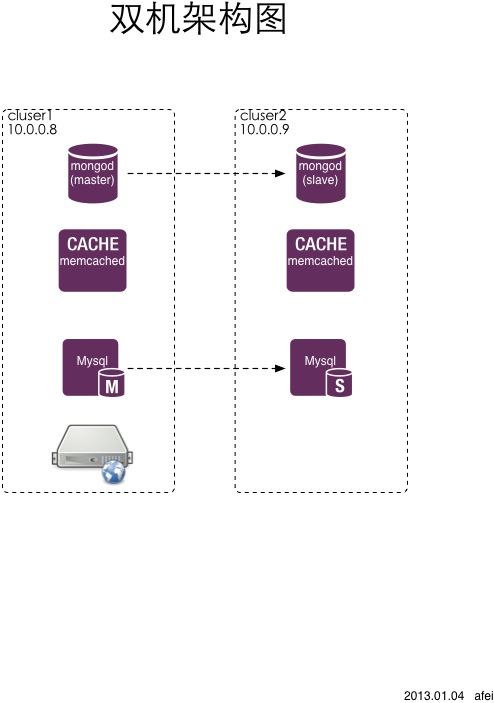 双机架构图
cluser1
10.0.0.8
cluser2
10.0.0.9
mongod
(master)
mongod
(slave)
CACHE
memcached
CACHE
memcached
Mysql
M
Mysql
S
2013.01.04 afei